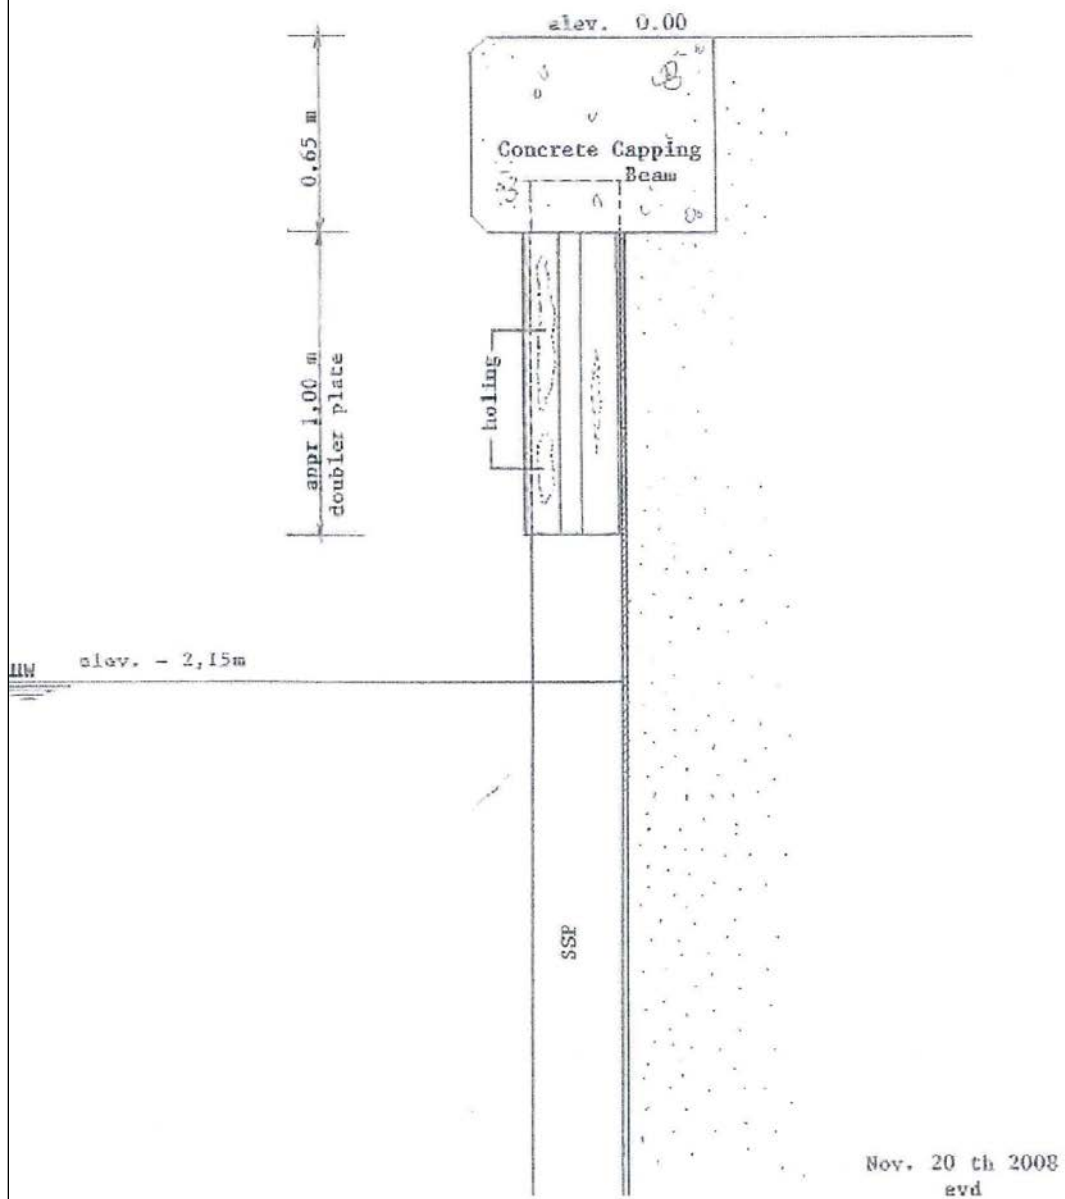 elev. 0.00
0,65 m
Concrete Capping
Beam
appr 1,00 m
doubler plate
holing
HW
elev. - 2,15m
SSP
Nov. 20 th 2008
evd